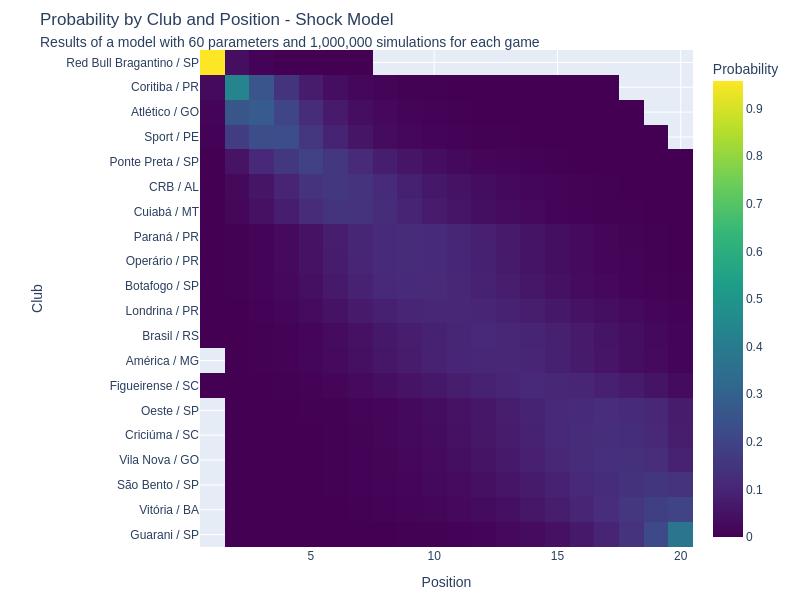 Probability by Club and Position - Shock Model
Results of a model with 60 parameters and 1,000,000 simulations for each game
Probability
Club
Red Bull Bragantino / SP
Coritiba / PR
Atlético / GO
Sport / PE
Ponte Preta / SP
CRB / AL
Cuiabá / MT
Paraná / PR
Operário / PR
Botafogo / SP
Londrina / PR
Brasil / RS
América / MG
Figueirense / SC
Oeste / SP
Criciúma / SC
Vila Nova / GO
São Bento / SP
Vitória / BA
Guarani / SP
0.9
0.8
0.7
0.6
0.5
0.4
0.3
0.2
0.1
0
5 10 15 20
Position